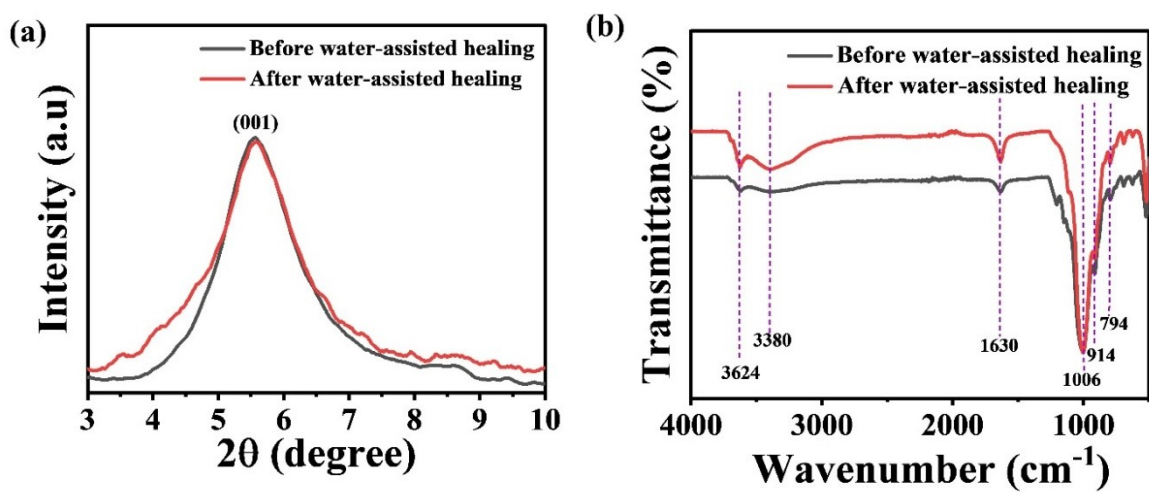 (a)
Before water-assisted healing
After water-assisted healing
(001)
Intensity (a.u)
3 4 5 6 7 8 9 10
2θ (degree)
(b)
Before water-assisted healing
After water-assisted healing
Transmittance (%)
794
3380
1630
914
3624
1006
4000 3000 2000 1000
Wavenumber (cm⁻¹)